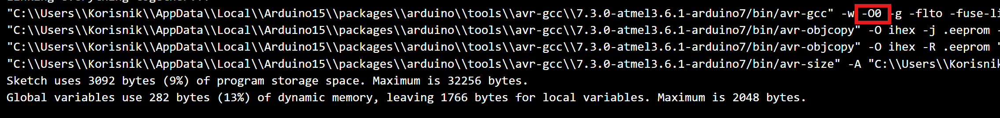 "C:\\Users\\Korisnik\\AppData\\Local\\Arduino15\\packages\\arduino\\tools\\avr-gcc\\7.3.0-atmel3.6.1-arduino7/bin/avr-gcc" -w -O0 -g -flto -fuse-li
"C:\\Users\\Korisnik\\AppData\\Local\\Arduino15\\packages\\arduino\\tools\\avr-gcc\\7.3.0-atmel3.6.1-arduino7/bin/avr-objcopy" -O ihex -j .eeprom -
"C:\\Users\\Korisnik\\AppData\\Local\\Arduino15\\packages\\arduino\\tools\\avr-gcc\\7.3.0-atmel3.6.1-arduino7/bin/avr-objcopy" -O ihex -R .eeprom "
"C:\\Users\\Korisnik\\AppData\\Local\\Arduino15\\packages\\arduino\\tools\\avr-gcc\\7.3.0-atmel3.6.1-arduino7/bin/avr-size" -A "C:\\Users\\Korisnik
Sketch uses 3092 bytes (9%) of program storage space. Maximum is 32256 bytes.
Global variables use 282 bytes (13%) of dynamic memory, leaving 1766 bytes for local variables. Maximum is 2048 bytes.